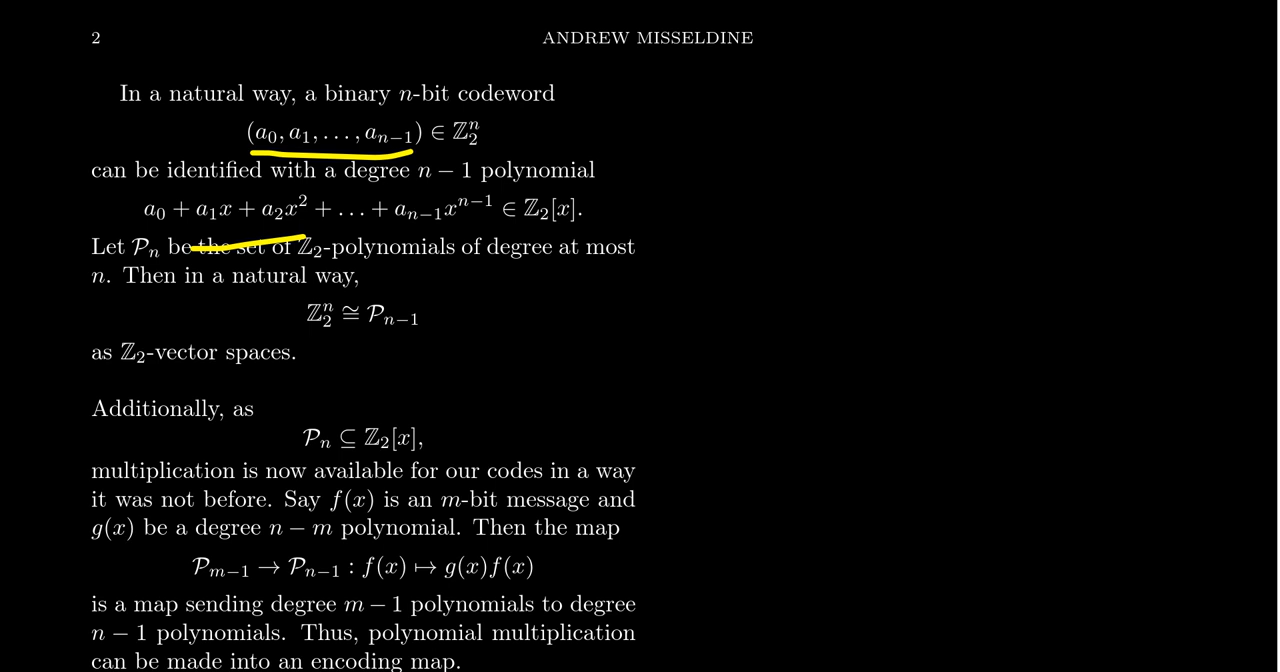 2 ANDREW MISSELDINE
In a natural way, a binary n-bit codeword
(a₀, a₁, . . . , aₙ₋₁) ∈ ℤ₂ⁿ
can be identified with a degree n − 1 polynomial
a₀ + a₁x + a₂x² + . . . + aₙ₋₁xⁿ⁻¹ ∈ ℤ₂[x].
Let 𝒫ₙ be the set of ℤ₂-polynomials of degree at most
n. Then in a natural way,
ℤ₂ⁿ ≅ 𝒫ₙ₋₁
as ℤ₂-vector spaces.
Additionally, as
𝒫ₙ ⊆ ℤ₂[x],
multiplication is now available for our codes in a way
it was not before. Say f(x) is an m-bit message and
g(x) be a degree n − m polynomial. Then the map
𝒫ₘ₋₁ → 𝒫ₙ₋₁ : f(x) ↦ g(x)f(x)
is a map sending degree m − 1 polynomials to degree
n − 1 polynomials. Thus, polynomial multiplication
can be made into an encoding map.